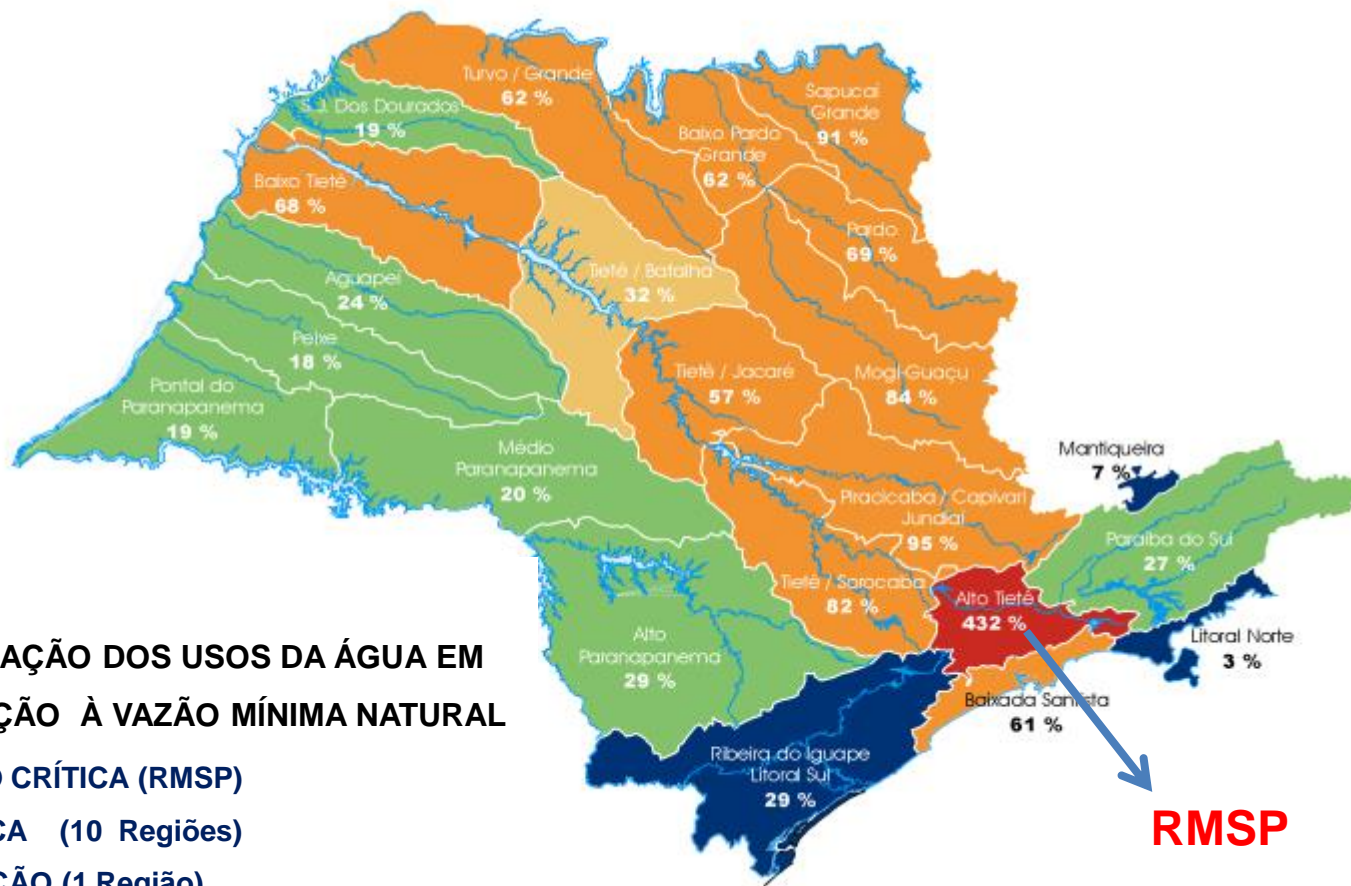 Turvo / Grande
62 %
Sapucaí
Grande
91 %
S.J. Dos Dourados
19 %
Baixo Pardo
Grande
62 %
Baixo Tietê
68 %
Pardo
69 %
Tietê / Batalha
32 %
Aguapeí
24 %
Peixe
18 %
Tietê / Jacaré
57 %
Mogi-Guaçu
84 %
Pontal do
Paranapanema
19 %
Médio
Paranapanema
20 %
Mantiqueira
7 %
Piracicaba / Capivari
Jundiaí
95 %
Paraíba do Sul
27 %
Tietê / Sorocaba
82 %
Alto Tietê
432 %
Alto
Paranapanema
29 %
Litoral Norte
3 %
Baixada Santista
61 %
Ribeira do Iguape
Litoral Sul
29 %
RMSP
AÇÃO DOS USOS DA ÁGUA EM
ÇÃO À VAZÃO MÍNIMA NATURAL
O CRÍTICA (RMSP)
CA (10 Regiões)
ÇÃO (1 Região)